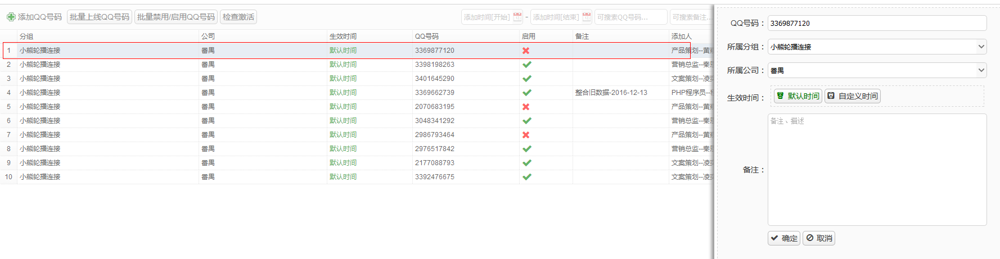 添加QQ号码 批量上线QQ号码 批量禁用/启用QQ号码 检查激活 添加时间[开始] - 添加时间[结束] 可搜索QQ号码... 可搜索备注...
分组 公司 生效时间 QQ号码 启用 备注 添加人
1 小熊轮播连接 番禺 默认时间 3369877120 产品策划--黄
2 小熊轮播连接 番禺 默认时间 3398198263 营销总监--秦
3 小熊轮播连接 番禺 默认时间 3401645290 文案策划--凌
4 小熊轮播连接 番禺 默认时间 3369662739 整合旧数据-2016-12-13 PHP程序员--
5 小熊轮播连接 番禺 默认时间 2070683195 产品策划--黄
6 小熊轮播连接 番禺 默认时间 3048341292 营销总监--秦
7 小熊轮播连接 番禺 默认时间 2986793464 产品策划--黄
8 小熊轮播连接 番禺 默认时间 2976517842 营销总监--秦
9 小熊轮播连接 番禺 默认时间 2177088793 文案策划--凌
10 小熊轮播连接 番禺 默认时间 3392476675 文案策划--凌
QQ号码： 3369877120
所属分组： 小熊轮播连接
所属公司： 番禺
生效时间： 默认时间 自定义时间
备注、描述
备注：
确定 取消